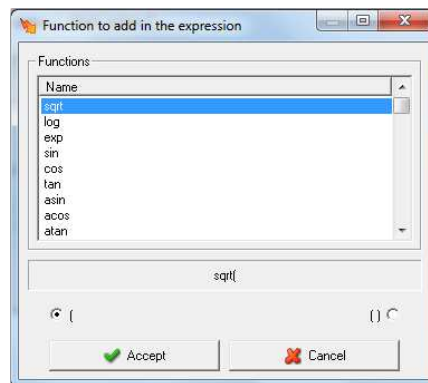 Function to add in the expression
Functions
Name
sqrt
log
exp
sin
cos
tan
asin
acos
atan
sqrt(
( ()
Accept Cancel